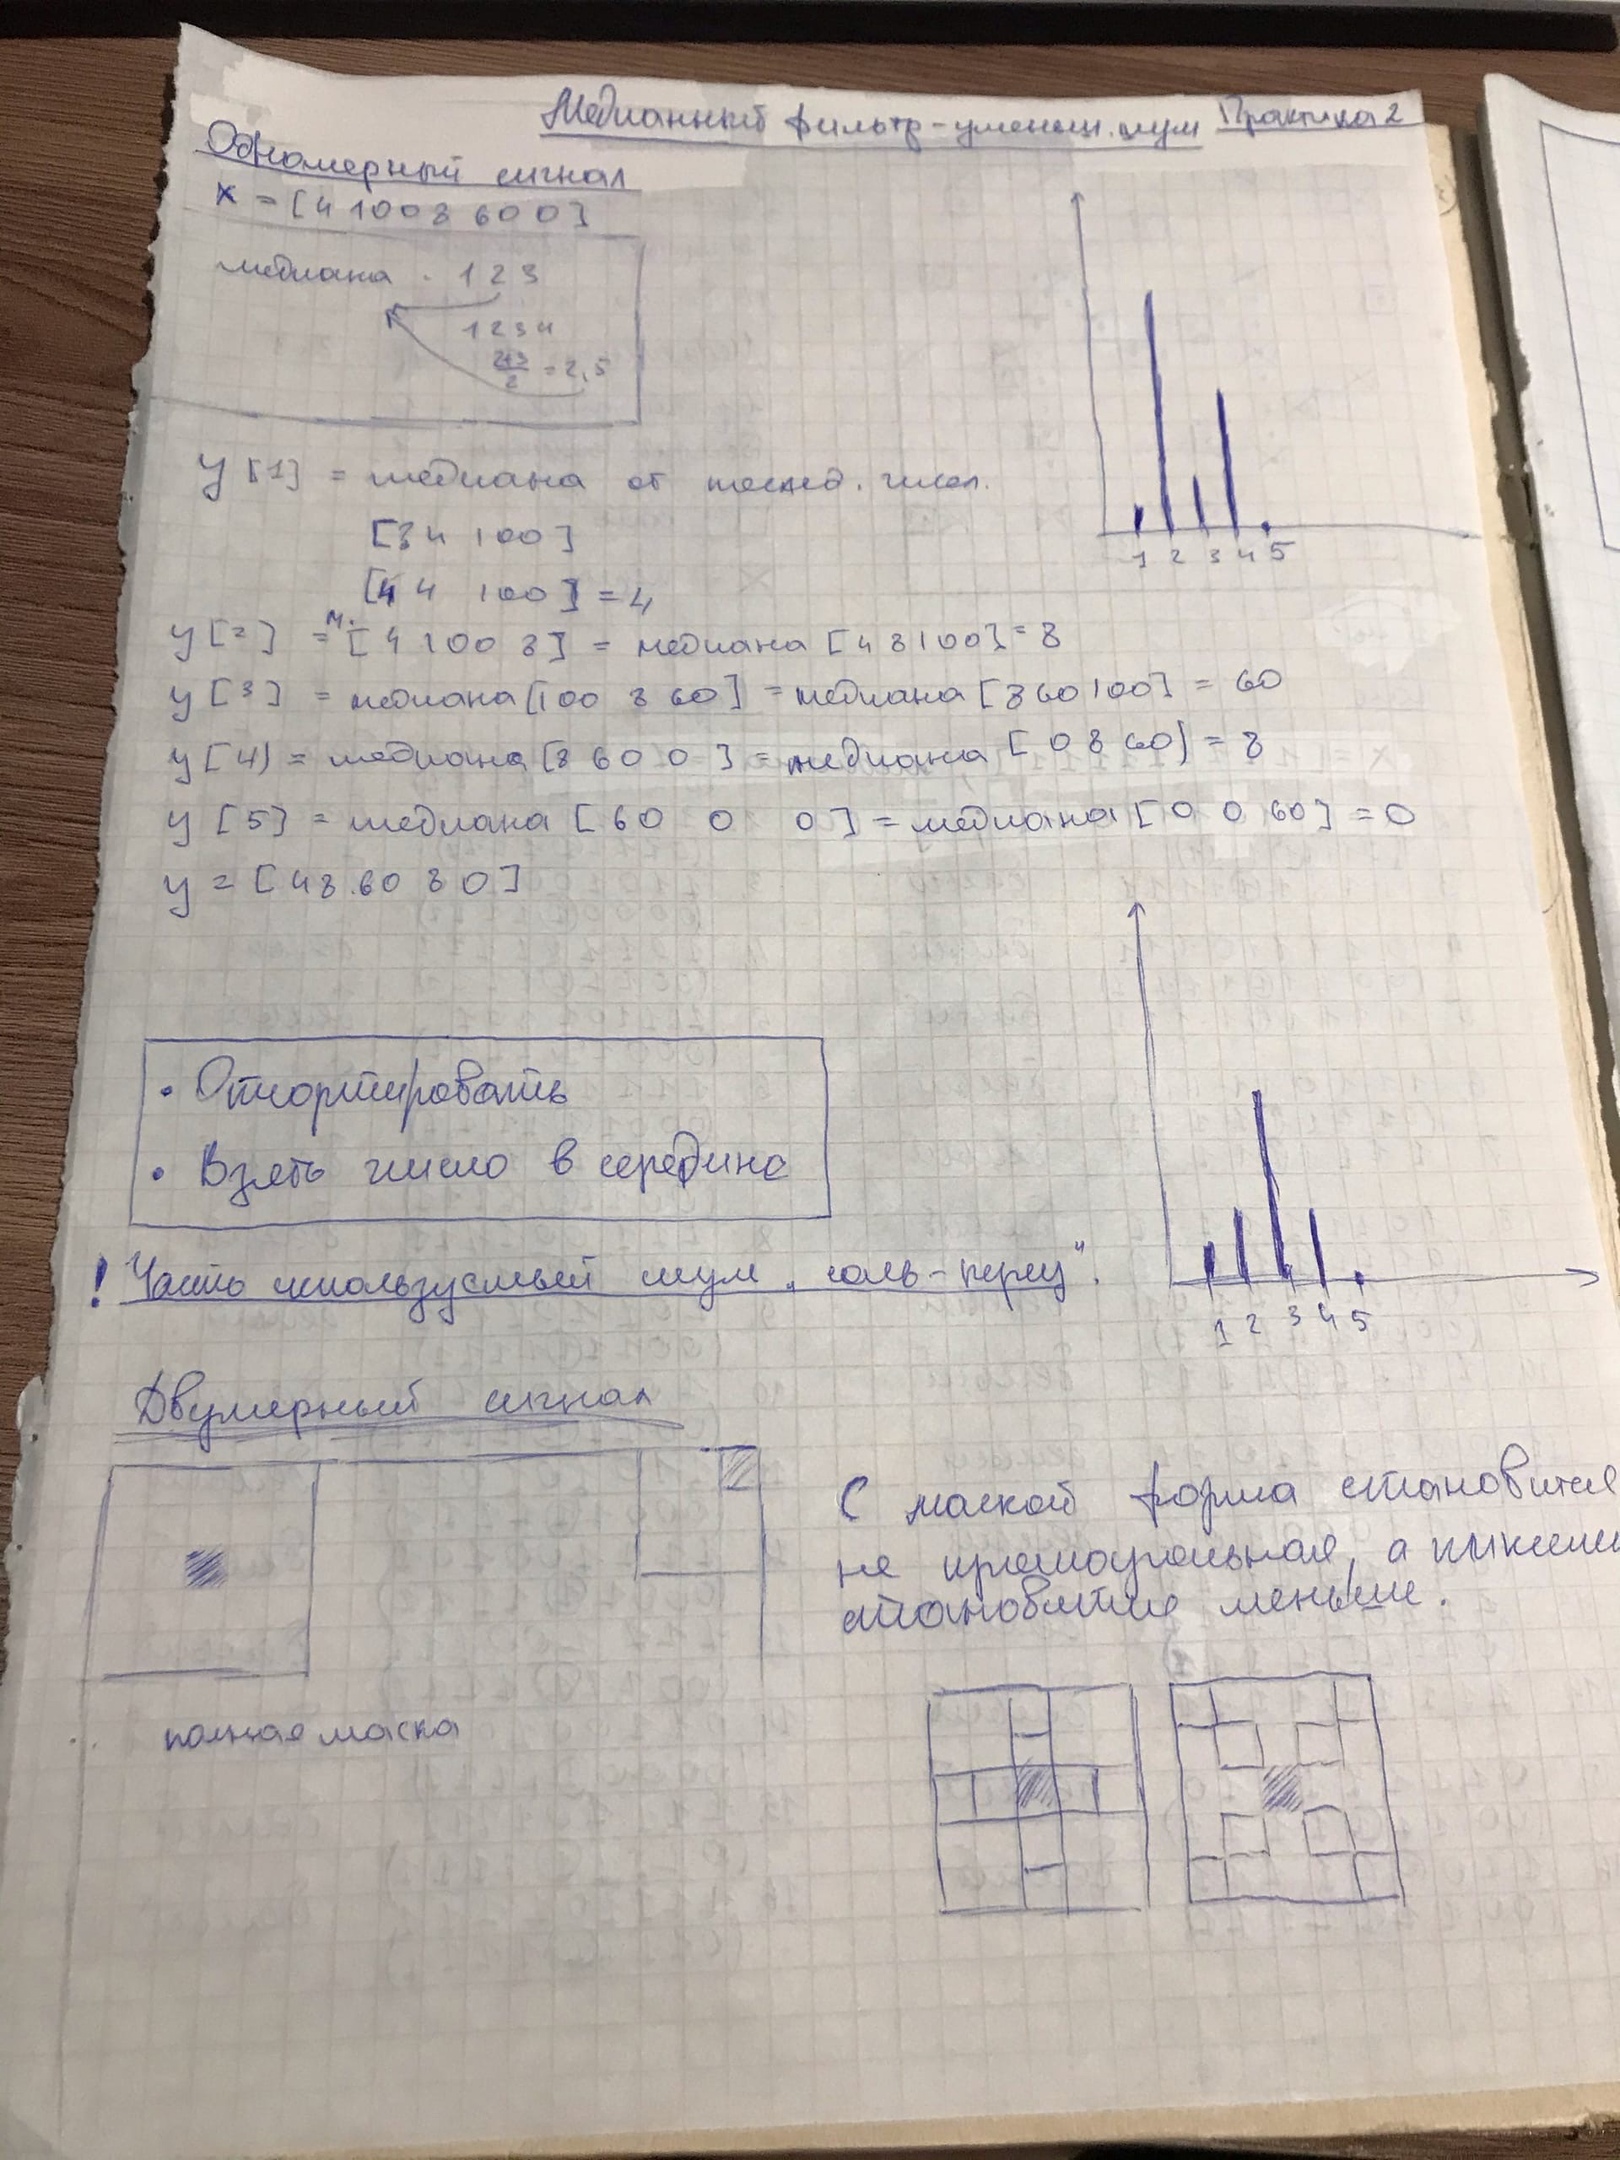 Медианный фильтр - уменьш. шум Практика 2
Одномерный сигнал
x = [4 100 8 60 0]
медиана . 1 2 3
1 2 3 4
2+3/2 = 2,5
y [1] = медиана от послед. чисел.
[ 4 100]
[4 4 100] = 4
y [2] = м. [4 100 8] = медиана [4 8 100] = 8
y [3] = медиана [100 8 60] = медиана [8 60 100] = 60
y [4] = медиана [8 60 0] = медиана [0 8 60] = 8
y [5] = медиана [60 0 0] = медиана [0 0 60] = 0
y = [4 8 60 8 0]
1 2 3 4 5
• Отсортировать
• Взять число в середине
! Часто используемый шум „соль-перец".
1 2 3 4 5
Двумерный сигнал
С маской форма становится
не прямоугольная, а пиксели
становятся меньше.
полная маска